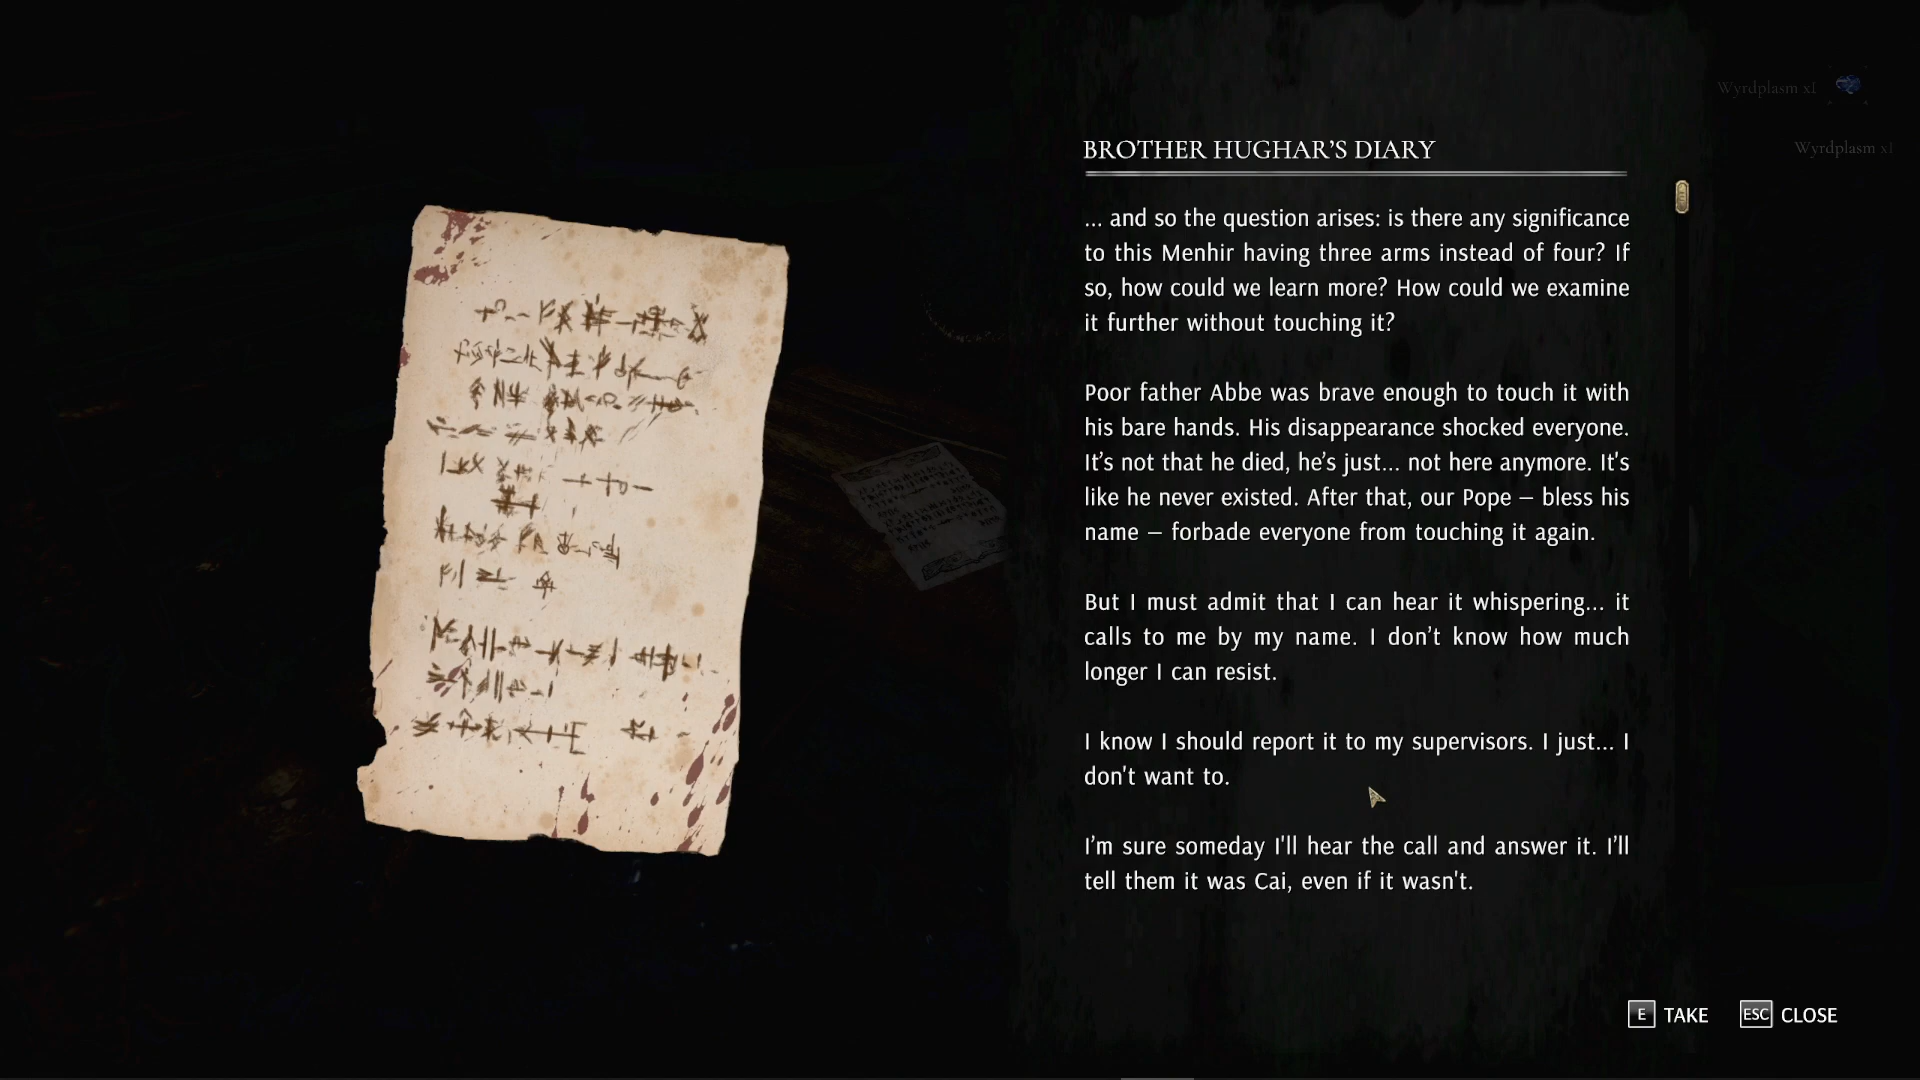 Wyrdplasm x1
Wyrdplasm x1
BROTHER HUGHAR’S DIARY
... and so the question arises: is there any significance
to this Menhir having three arms instead of four? If
so, how could we learn more? How could we examine
it further without touching it?
Poor father Abbe was brave enough to touch it with
his bare hands. His disappearance shocked everyone.
It’s not that he died, he’s just... not here anymore. It's
like he never existed. After that, our Pope – bless his
name – forbade everyone from touching it again.
But I must admit that I can hear it whispering... it
calls to me by my name. I don’t know how much
longer I can resist.
I know I should report it to my supervisors. I just... I
don't want to.
I’m sure someday I'll hear the call and answer it. I’ll
tell them it was Cai, even if it wasn't.
E TAKE ESC CLOSE